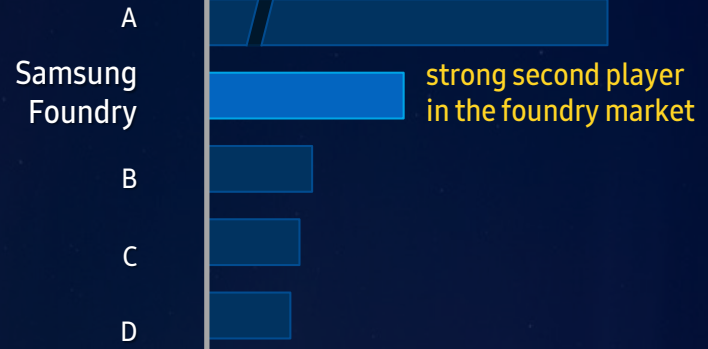 A
Samsung
Foundry
strong second player
in the foundry market
B
C
D